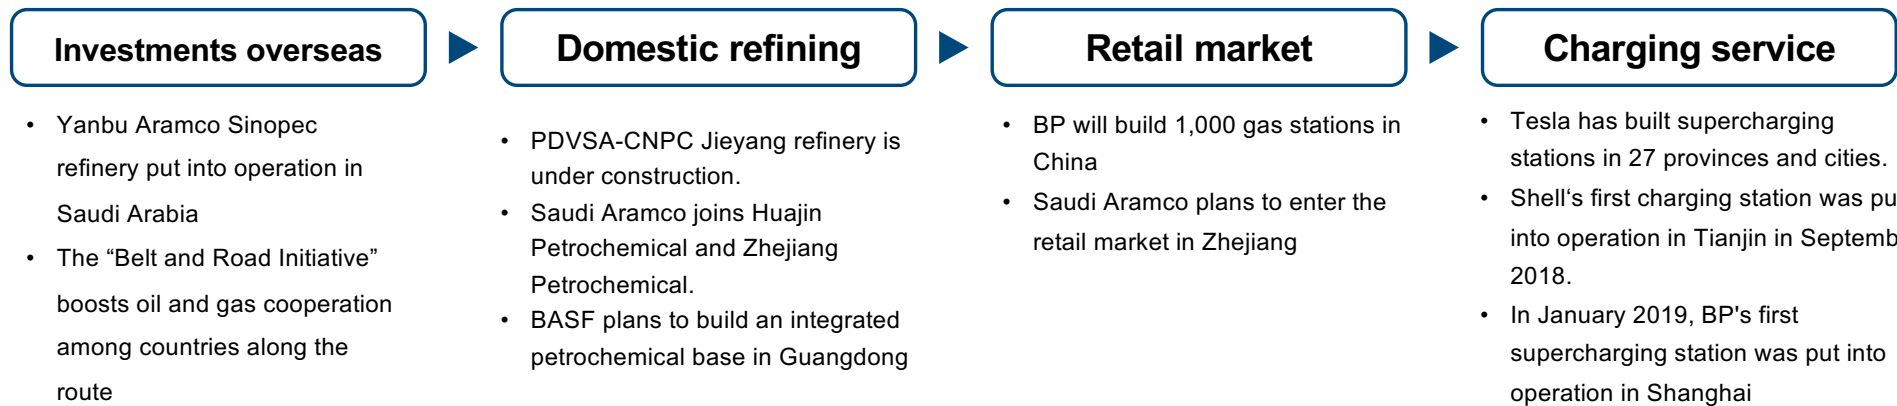 Investments overseas
• Yanbu Aramco Sinopec
refinery put into operation in
Saudi Arabia
• The “Belt and Road Initiative”
boosts oil and gas cooperation
among countries along the
route
Domestic refining
• PDVSA-CNPC Jieyang refinery is
under construction.
• Saudi Aramco joins Huajin
Petrochemical and Zhejiang
Petrochemical.
• BASF plans to build an integrated
petrochemical base in Guangdong
Retail market
• BP will build 1,000 gas stations in
China
• Saudi Aramco plans to enter the
retail market in Zhejiang
Charging service
• Tesla has built supercharging
stations in 27 provinces and cities.
• Shell‘s first charging station was pu
into operation in Tianjin in Septemb
2018.
• In January 2019, BP's first
supercharging station was put into
operation in Shanghai